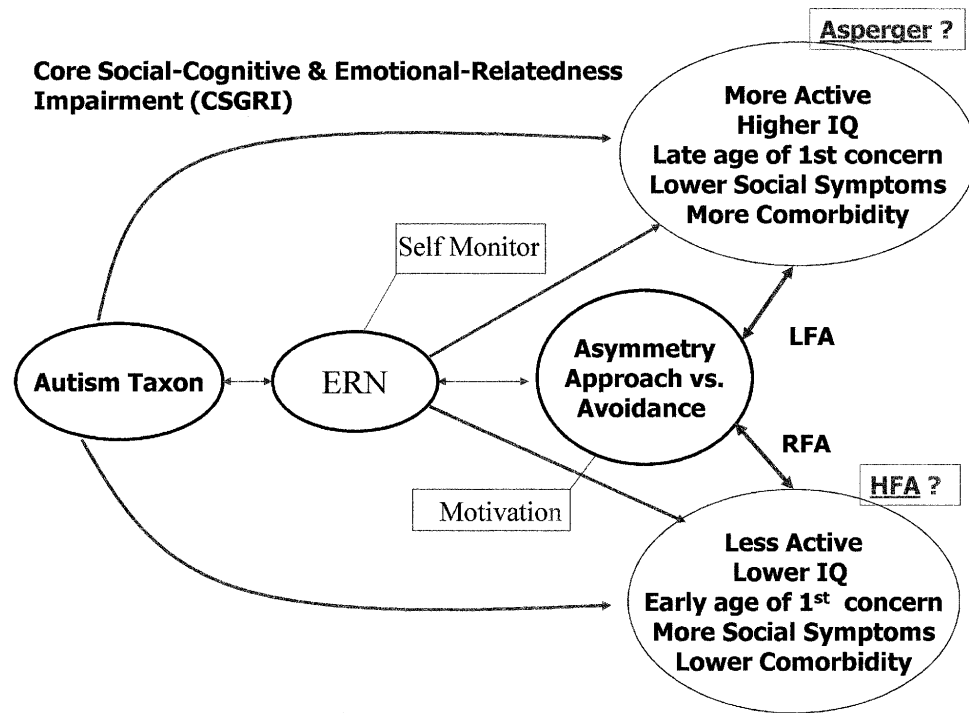 Asperger ?
Core Social-Cognitive & Emotional-Relatedness
Impairment (CSGRI)
More Active
Higher IQ
Late age of 1st concern
Lower Social Symptoms
More Comorbidity
Self Monitor
LFA
Autism Taxon
ERN
Asymmetry
Approach vs.
Avoidance
RFA
Motivation
HFA ?
Less Active
Lower IQ
Early age of 1st concern
More Social Symptoms
Lower Comorbidity